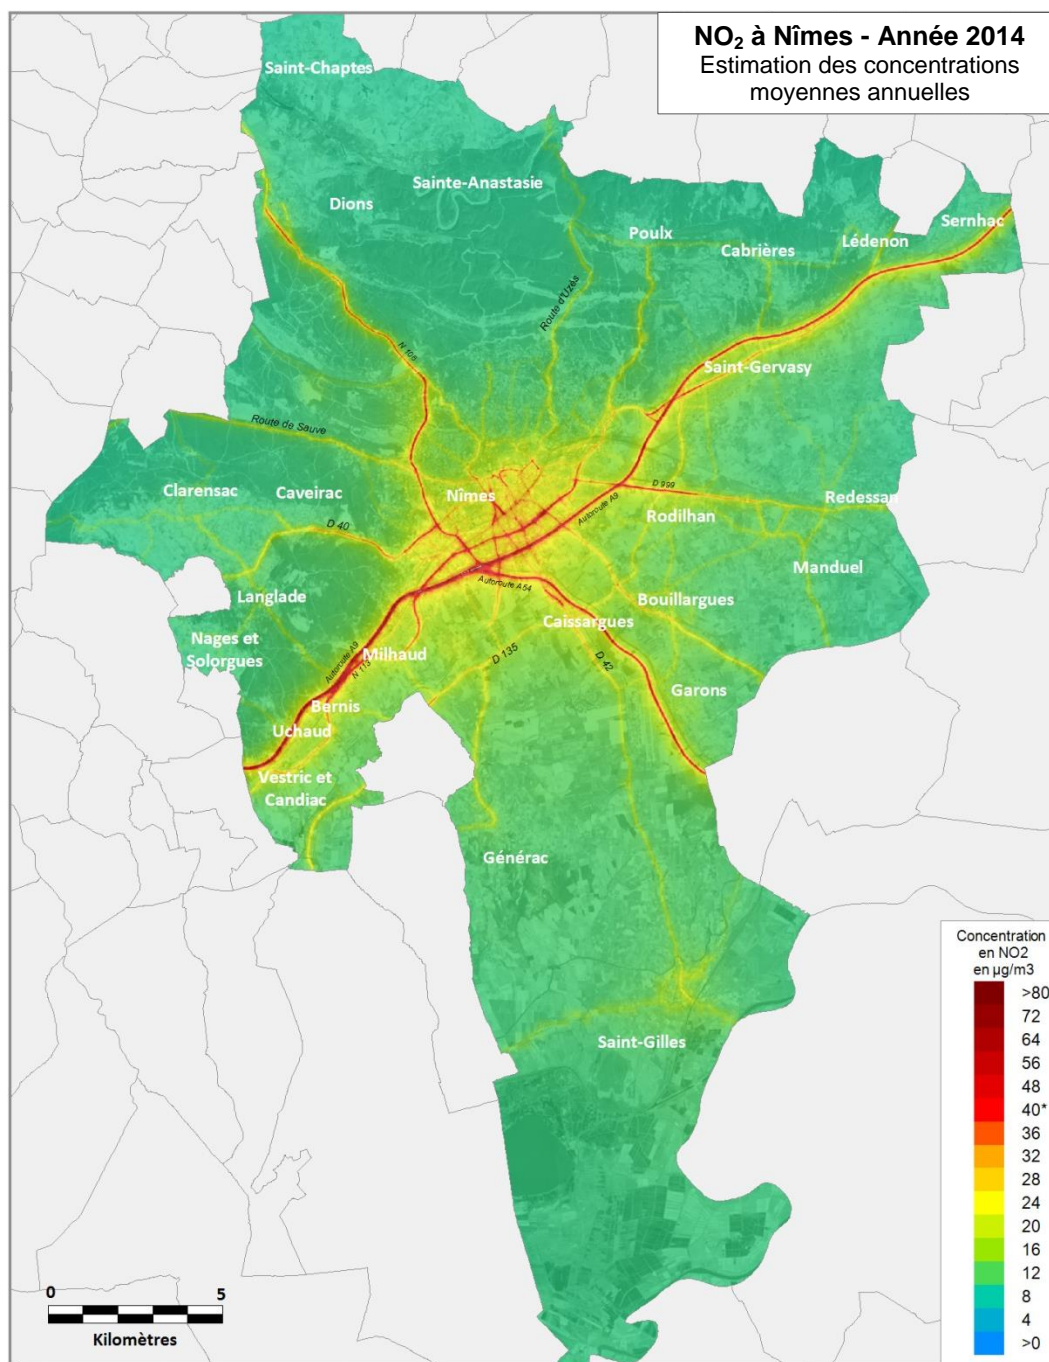 NO₂ à Nîmes - Année 2014
Estimation des concentrations
moyennes annuelles
Saint-Chaptes
Sainte-Anastasie
Dions
Poulx
Cabrières
Lédenon
Sernhac
Route d'Uzès
N 106
Saint-Gervasy
Route de Sauve
Clarensac
Caveirac
Nîmes
Autoroute A9
D 999
Redessan
Rodilhan
D 40
Manduel
Autoroute A54
Langlade
Bouillargues
Caissargues
Nages et
Solorgues
Autoroute A9
N 113
Milhaud
D 135
D 42
Garons
Bernis
Uchaud
Vestric et
Candiac
Générac
Saint-Gilles
Concentration
en NO2
en µg/m3
>80
72
64
56
48
40*
36
32
28
24
20
16
12
8
4
>0
0 5
Kilomètres